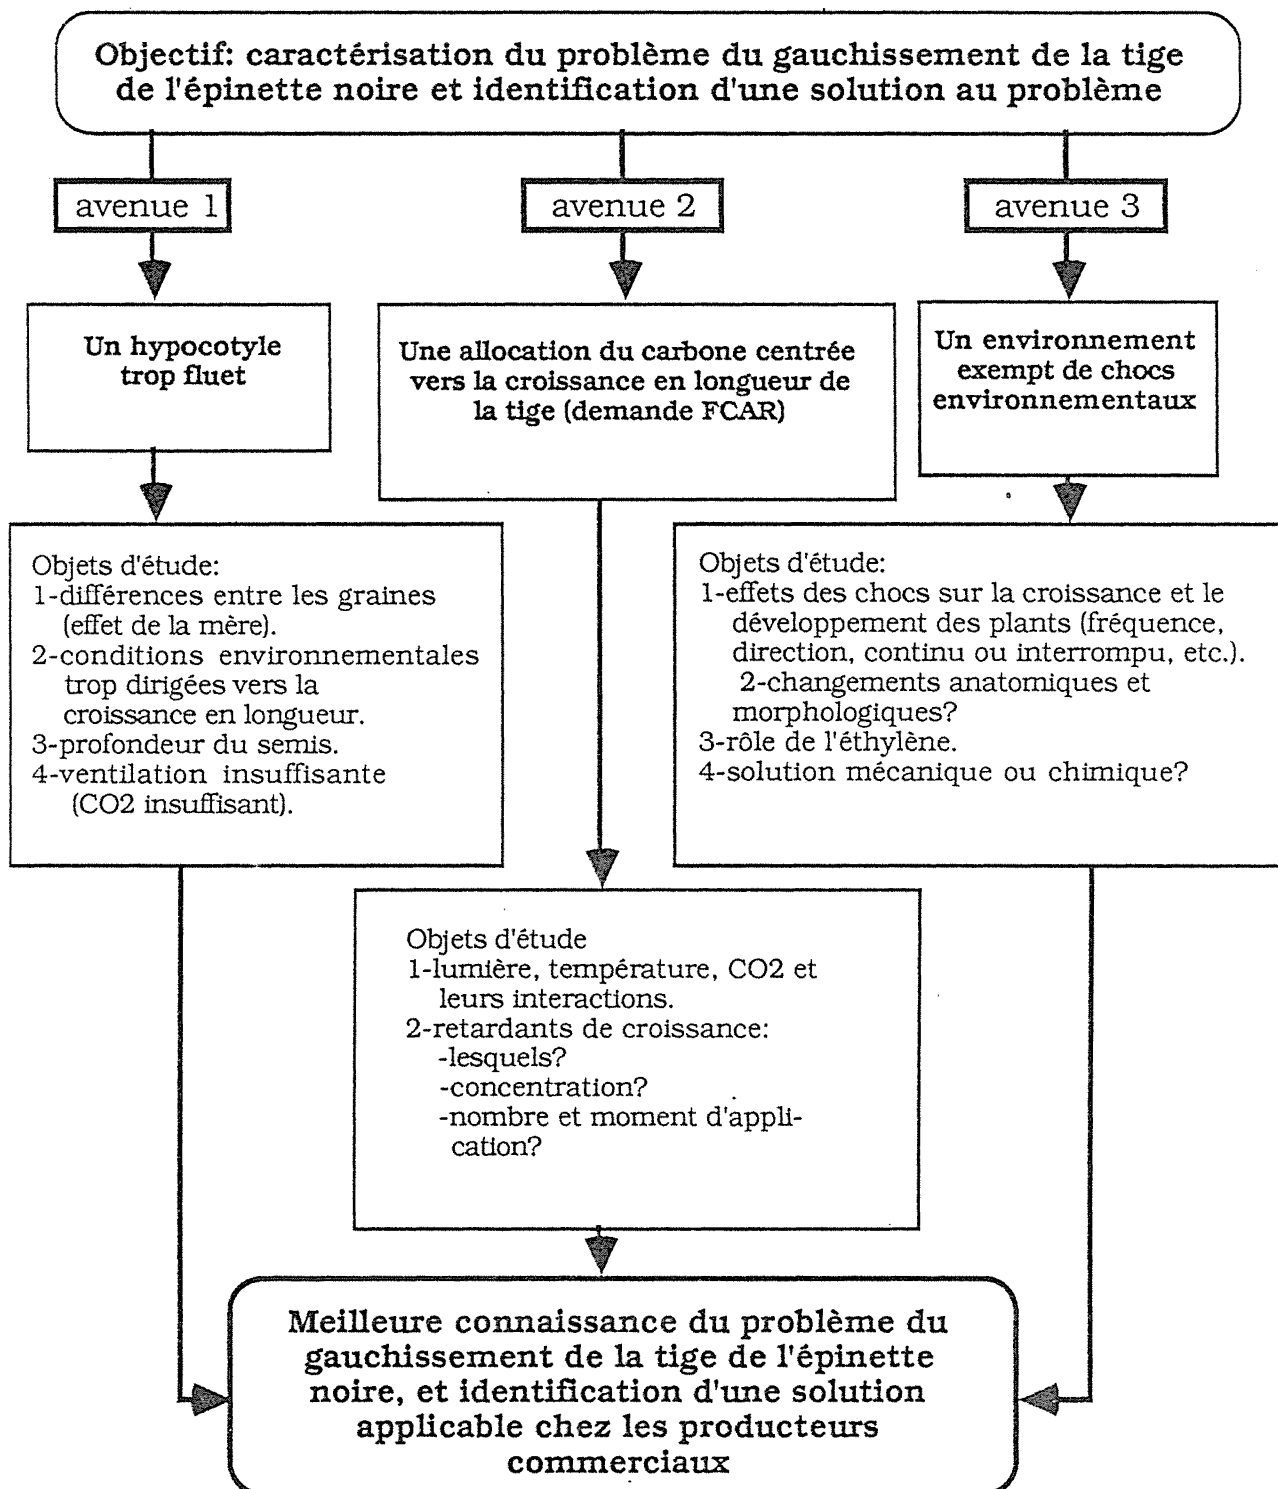 Objectif: caractérisation du problème du gauchissement de la tige
de l'épinette noire et identification d'une solution au problème
avenue 1
avenue 2
avenue 3
Un hypocotyle
trop fluet
Une allocation du carbone centrée
vers la croissance en longueur de
la tige (demande FCAR)
Un environnement
exempt de chocs
environnementaux
Objets d'étude:
1-différences entre les graines
(effet de la mère).
2-conditions environnementales
trop dirigées vers la
croissance en longueur.
3-profondeur du semis.
4-ventilation insuffisante
(CO2 insuffisant).
Objets d'étude:
1-effets des chocs sur la croissance et le
développement des plants (fréquence,
direction, continu ou interrompu, etc.).
2-changements anatomiques et
morphologiques?
3-rôle de l'éthylène.
4-solution mécanique ou chimique?
Objets d'étude
1-lumière, température, CO2 et
leurs interactions.
2-retardants de croissance:
-lesquels?
-concentration?
-nombre et moment d'appli-
cation?
Meilleure connaissance du problème du
gauchissement de la tige de l'épinette
noire, et identification d'une solution
applicable chez les producteurs
commerciaux